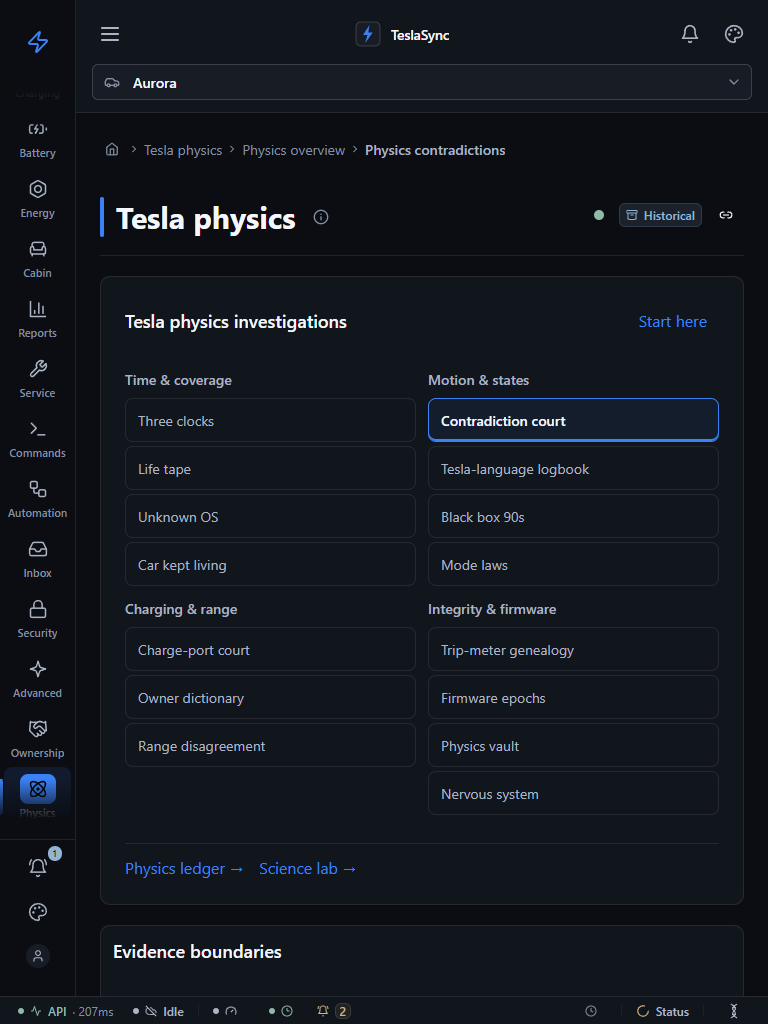 TeslaSync
Aurora
Charging
Battery
Energy
Cabin
Reports
Service
Commands
Automation
Inbox
Security
Advanced
Ownership
Physics
1
Tesla physics > Physics overview > Physics contradictions
Tesla physics
Historical
Tesla physics investigations
Start here
Time & coverage
Three clocks
Life tape
Unknown OS
Car kept living
Motion & states
Contradiction court
Tesla-language logbook
Black box 90s
Mode laws
Charging & range
Charge-port court
Owner dictionary
Range disagreement
Integrity & firmware
Trip-meter genealogy
Firmware epochs
Physics vault
Nervous system
Physics ledger →
Science lab →
Evidence boundaries
API · 207ms
Idle
2
Status